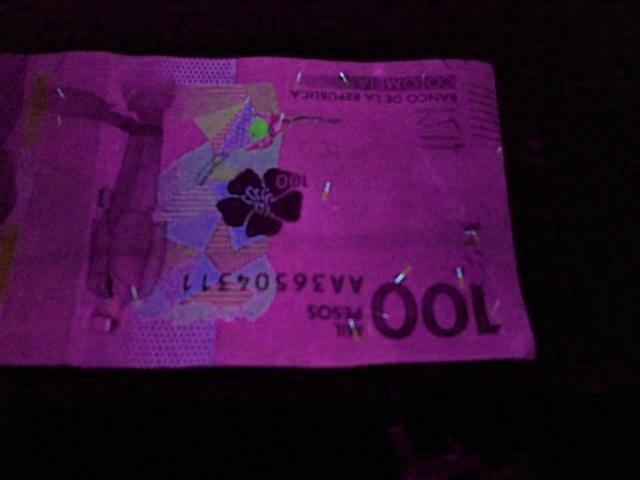 100
MIL
PESOS
AA36504311
100
BANCO DE LA REPÚBLICA
COLOMBIA